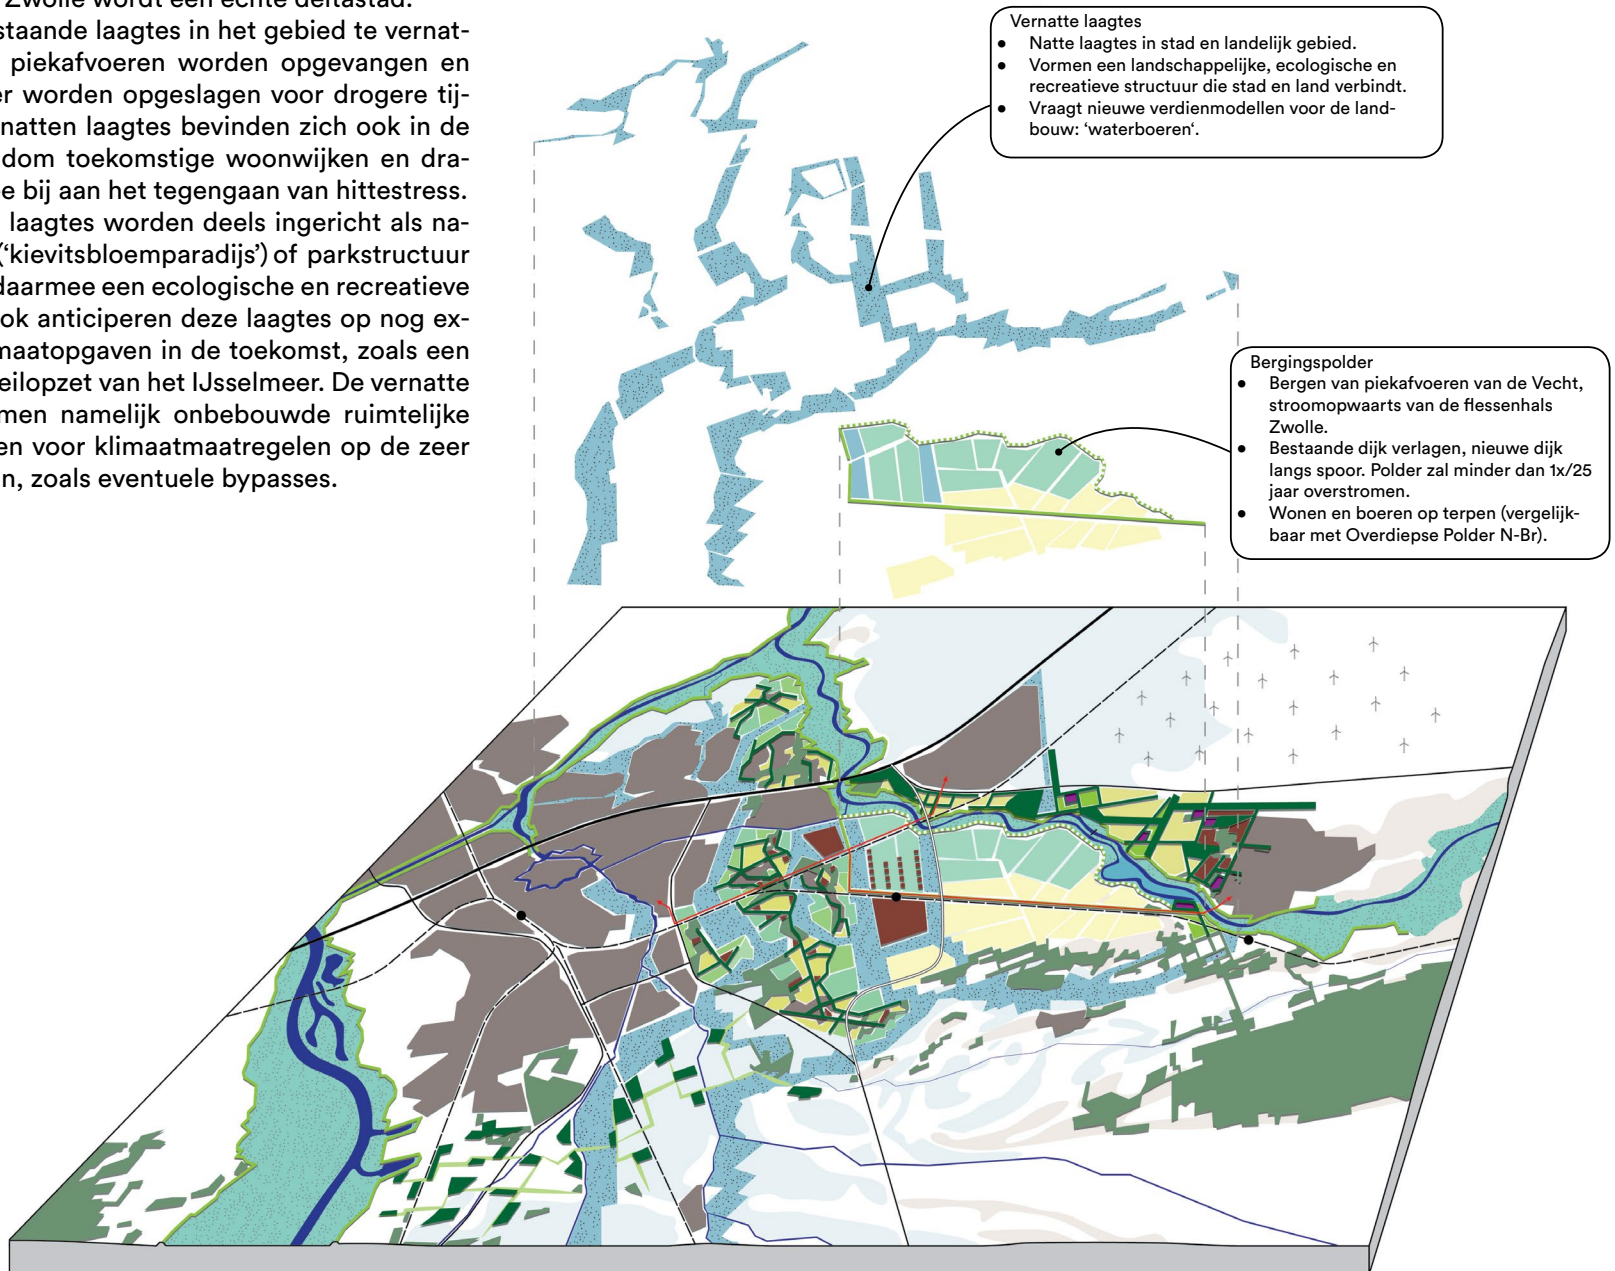 Zwolle wordt een echte deltastad.
staande laagtes in het gebied te vernat-
piekafvoeren worden opgevangen en
er worden opgeslagen voor drogere tij-
natten laagtes bevinden zich ook in de
dom toekomstige woonwijken en dra-
e bij aan het tegengaan van hittestress.
laagtes worden deels ingericht als na-
(‘kievitsbloemparadijs’) of parkstructuur
daarmee een ecologische en recreatieve
ok anticiperen deze laagtes op nog ex-
maatopgaven in de toekomst, zoals een
eilopzet van het IJsselmeer. De vernatte
men namelijk onbebouwde ruimtelijke
en voor klimaatmaatregelen op de zeer
n, zoals eventuele bypasses.
Vernatte laagtes
• Natte laagtes in stad en landelijk gebied.
• Vormen een landschappelijke, ecologische en
recreatieve structuur die stad en land verbindt.
• Vraagt nieuwe verdienmodellen voor de land-
bouw: ‘waterboeren‘.
Bergingspolder
• Bergen van piekafvoeren van de Vecht,
stroomopwaarts van de flessenhals
Zwolle.
• Bestaande dijk verlagen, nieuwe dijk
langs spoor. Polder zal minder dan 1x/25
jaar overstromen.
• Wonen en boeren op terpen (vergelijk-
baar met Overdiepse Polder N-Br).